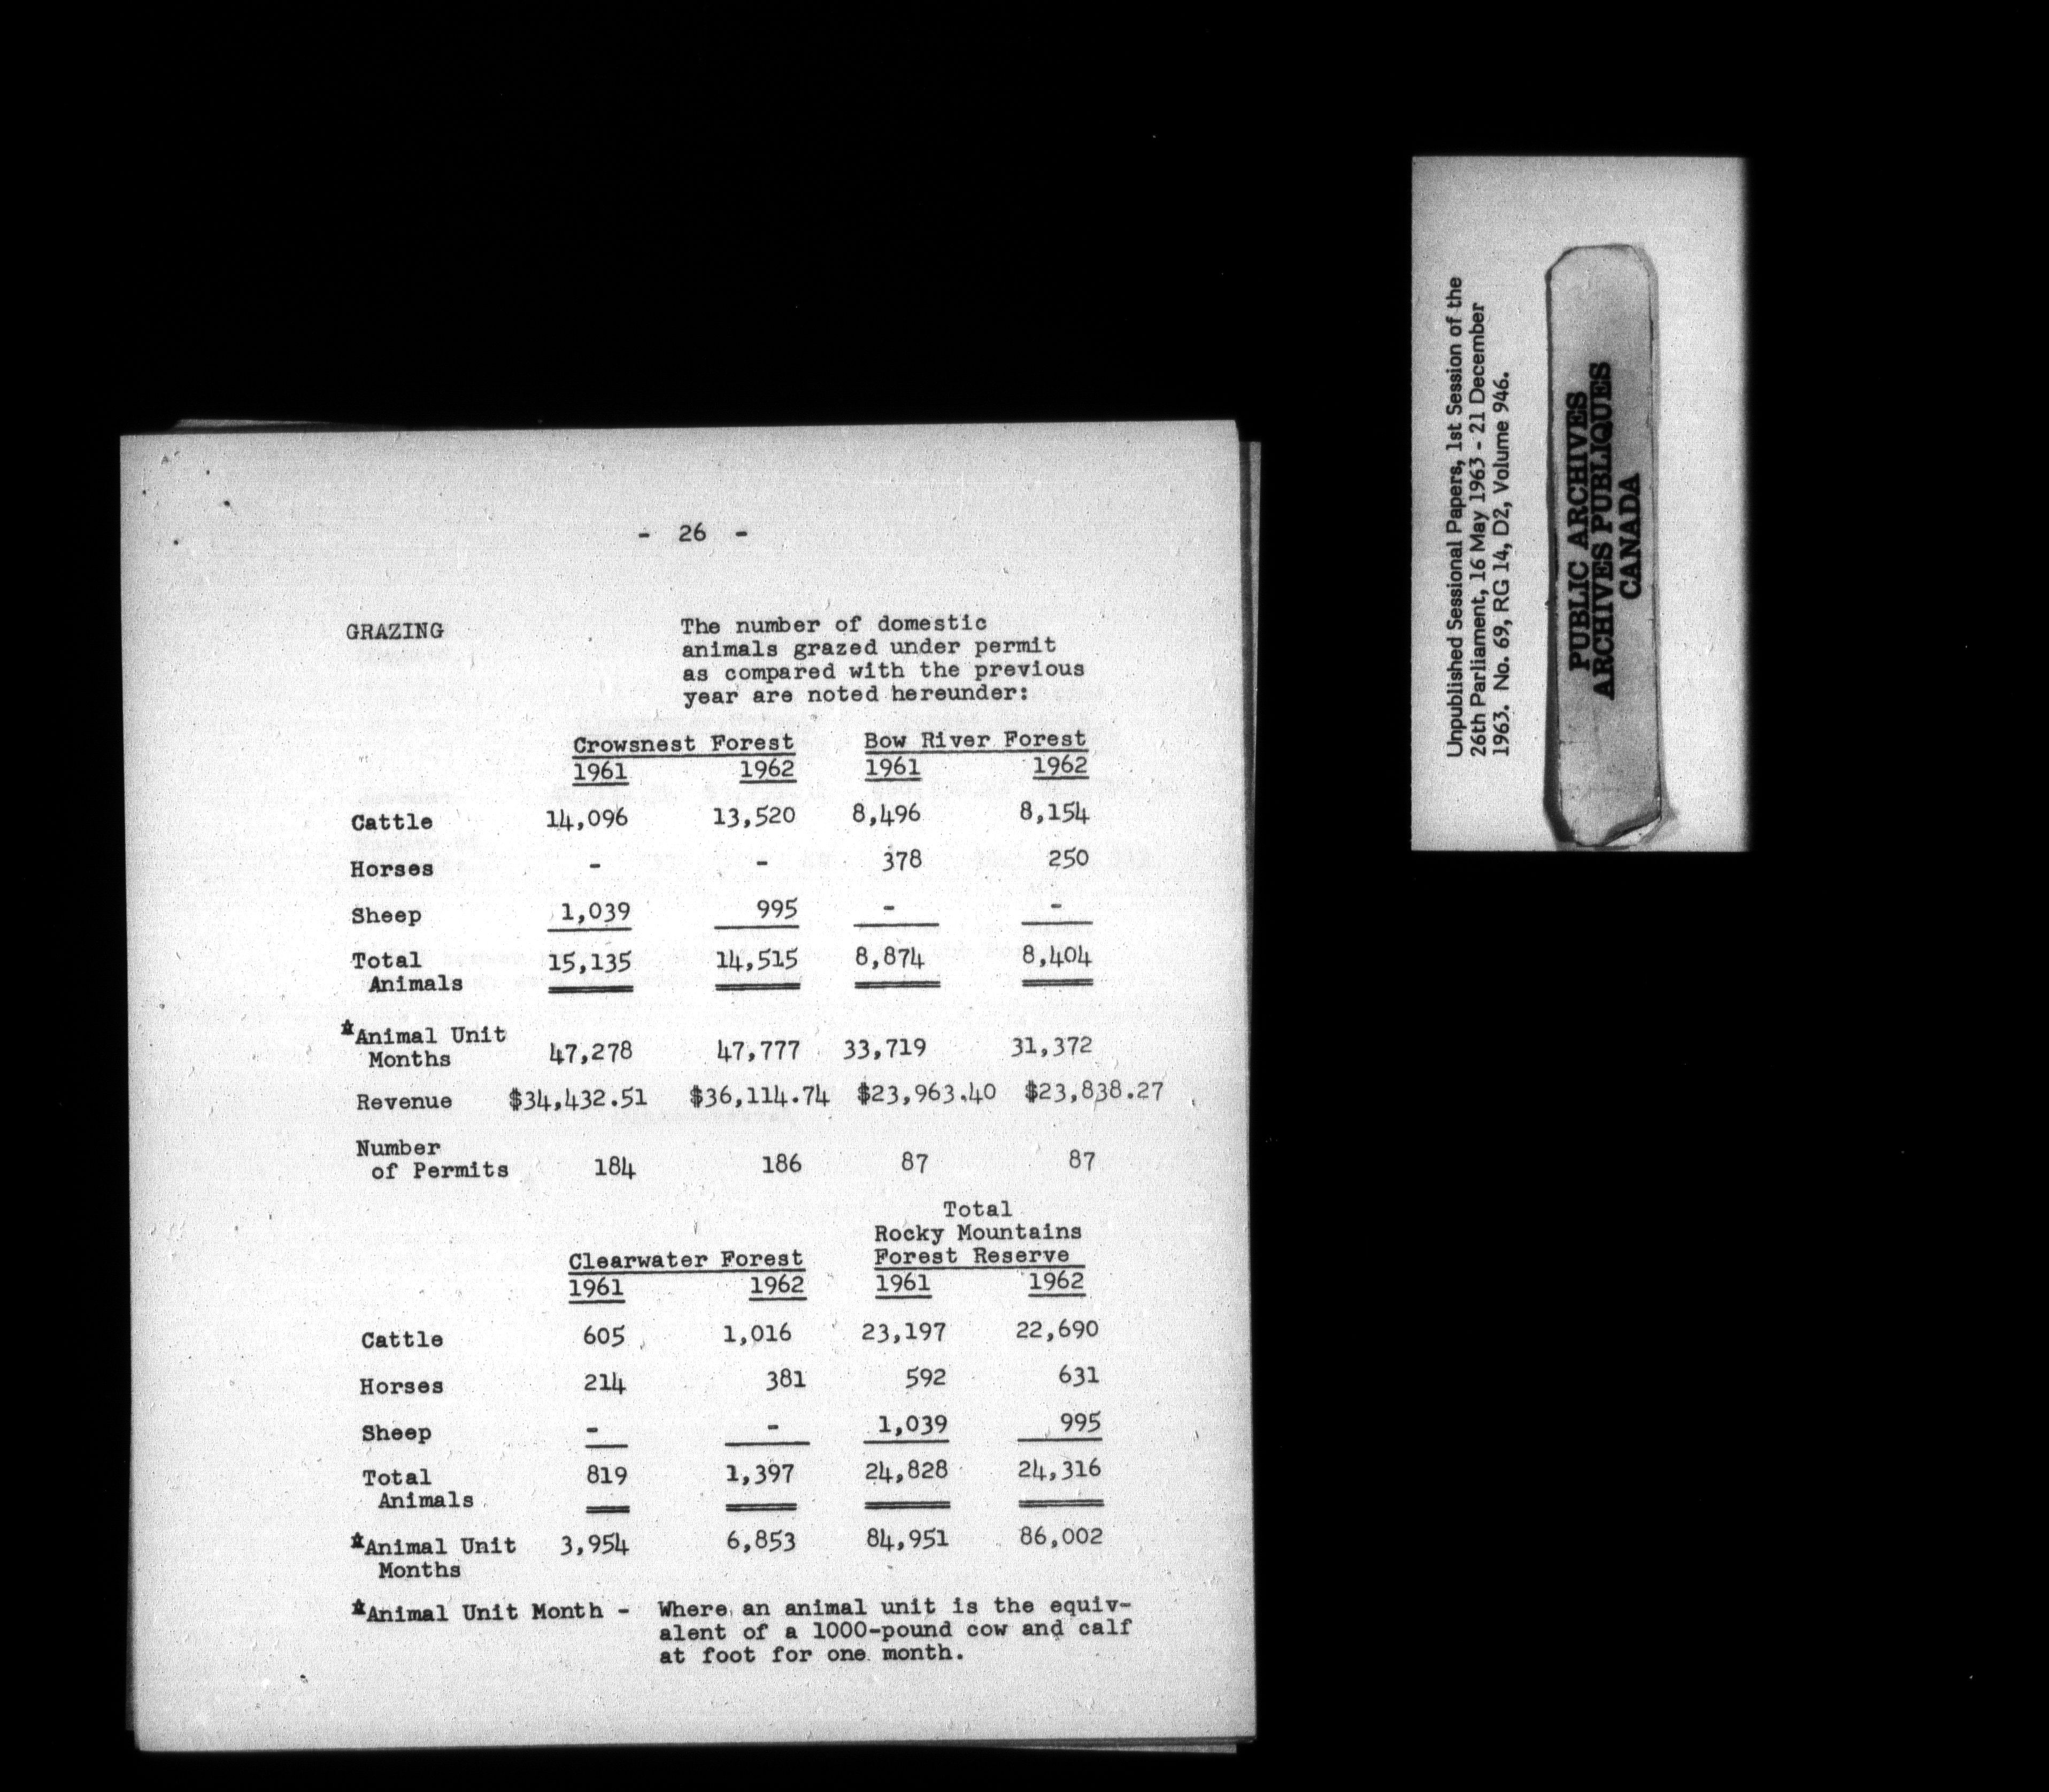 - 26 -
GRAZING The number of domestic
animals grazed under permit
as compared with the previous
year are noted hereunder:
Crowsnest Forest Bow River Forest
1961 1962 1961 1962
Cattle 14,096 13,520 8,496 8,154
Horses - - 378 250
Sheep 1,039 995 - -
Total
Animals 15,135 14,515 8,874 8,404
*Animal Unit
Months 47,278 47,777 33,719 31,372
Revenue $34,432.51 $36,114.74 $23,963.40 $23,838.27
Number
of Permits 184 186 87 87
Total
Rocky Mountains
Clearwater Forest Forest Reserve
1961 1962 1961 1962
Cattle 605 1,016 23,197 22,690
Horses 214 381 592 631
Sheep - - 1,039 995
Total 819 1,397 24,828 24,316
Animals
*Animal Unit 3,954 6,853 84,951 86,002
Months
*Animal Unit Month - Where an animal unit is the equiv-
alent of a 1000-pound cow and calf
at foot for one month.
Unpublished Sessional Papers, 1st Session of the
26th Parliament, 16 May 1963 - 21 December
1963. No. 69, RG 14, D2, Volume 946.
PUBLIC ARCHIVES
ARCHIVES PUBLIQUES
CANADA